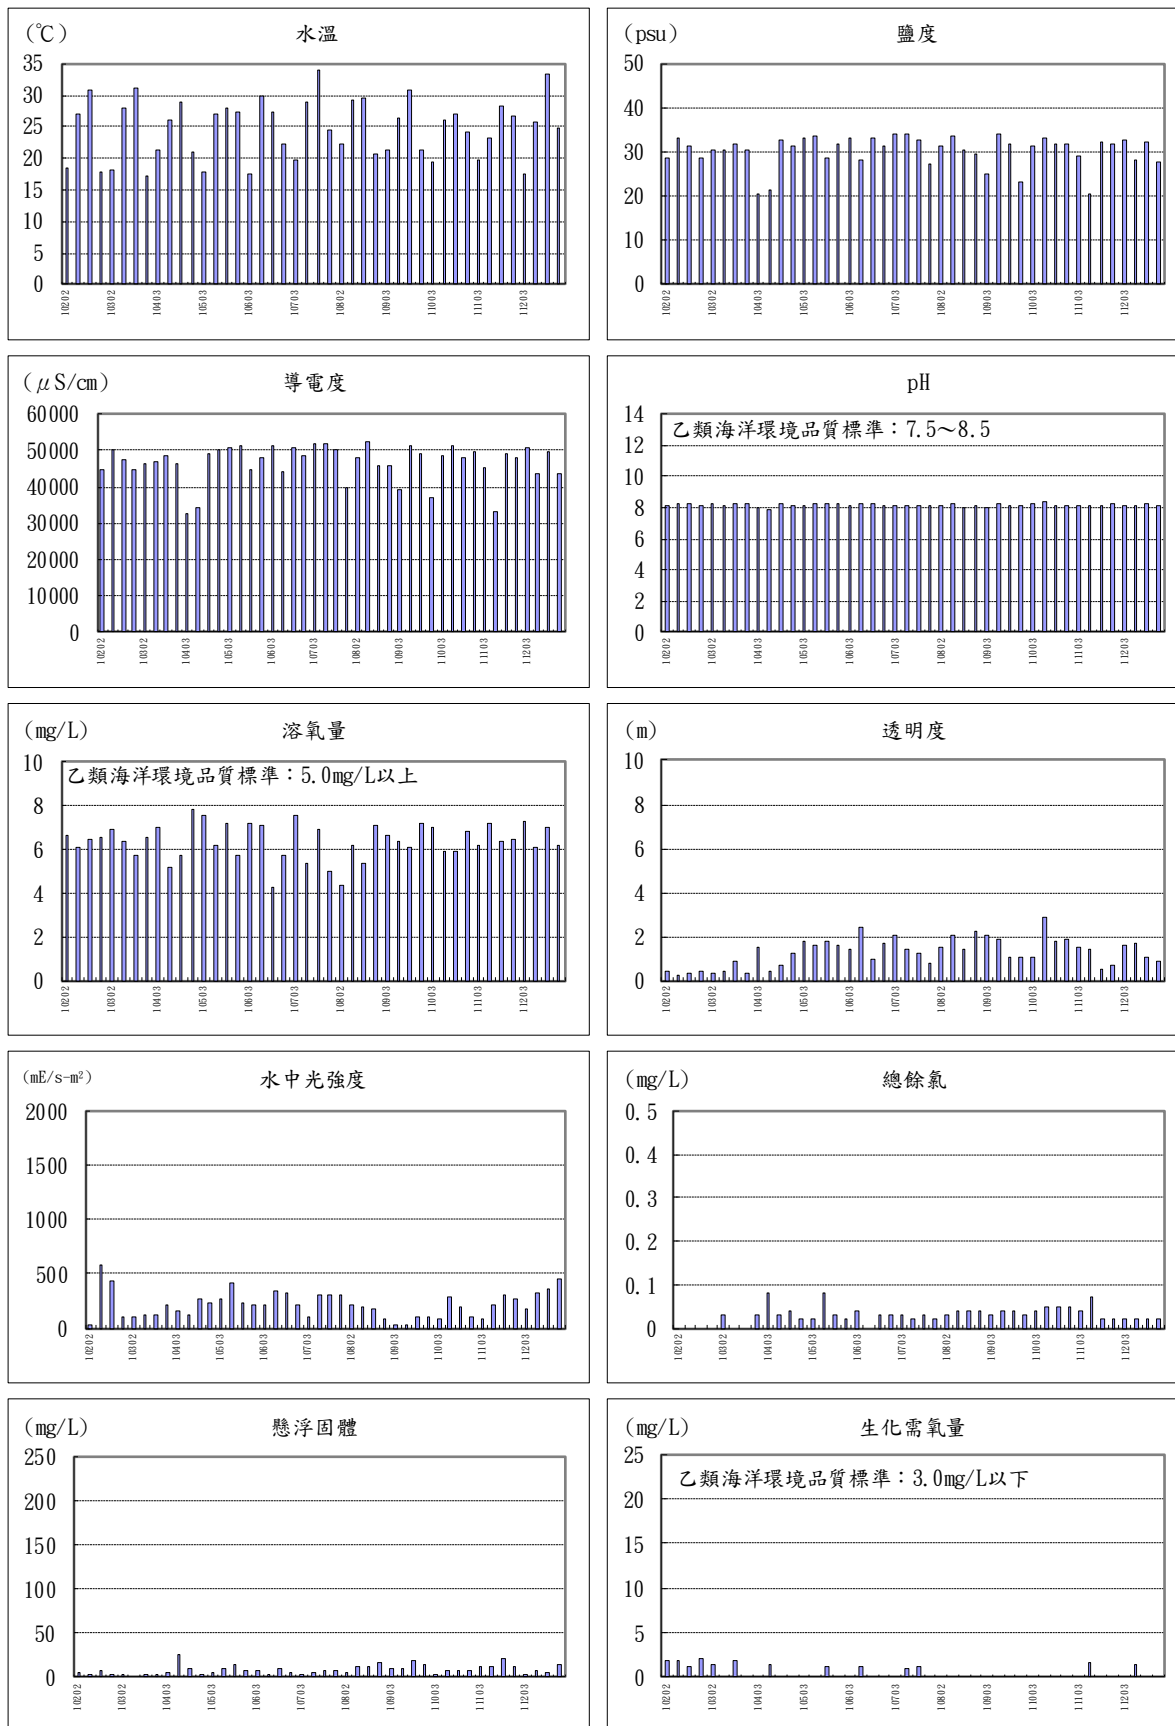 (℃) 水溫
35
30
25
20
15
10
5
0
10202 10302 10403 10503 10603 10703 10802 10903 11003 11103 11203
(psu) 鹽度
50
40
30
20
10
0
10202 10302 10403 10503 10603 10703 10802 10903 11003 11103 11203
(μS/cm) 導電度
60000
50000
40000
30000
20000
10000
0
10202 10302 10403 10503 10603 10703 10802 10903 11003 11103 11203
pH
14
乙類海洋環境品質標準：7.5～8.5
12
10
8
6
4
2
0
10202 10302 10403 10503 10603 10703 10802 10903 11003 11103 11203
(mg/L) 溶氧量
10
乙類海洋環境品質標準：5.0mg/L以上
8
6
4
2
0
10202 10302 10403 10503 10603 10703 10802 10903 11003 11103 11203
(m) 透明度
10
8
6
4
2
0
10202 10302 10403 10503 10603 10703 10802 10903 11003 11103 11203
(mE/s-m²) 水中光強度
2000
1500
1000
500
0
10202 10302 10403 10503 10603 10703 10802 10903 11003 11103 11203
(mg/L) 總餘氯
0.5
0.4
0.3
0.2
0.1
0
10202 10302 10403 10503 10603 10703 10802 10903 11003 11103 11203
(mg/L) 懸浮固體
250
200
150
100
50
0
10202 10302 10403 10503 10603 10703 10802 10903 11003 11103 11203
(mg/L) 生化需氧量
25
乙類海洋環境品質標準：3.0mg/L以下
20
15
10
5
0
10202 10302 10403 10503 10603 10703 10802 10903 11003 11103 11203